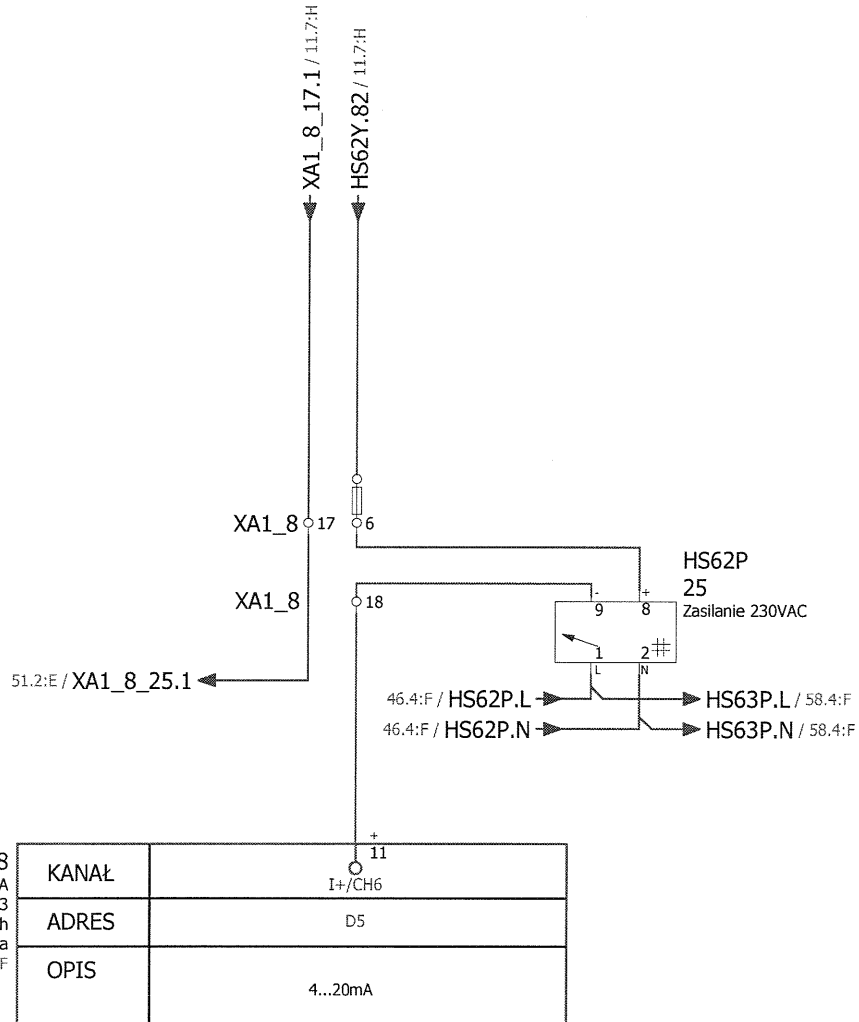 XA1_8_17.1 / 11.7:H
HS62Y.82 / 11.7:H
XA1_8 17
6
HS62P
25
Zasilanie 230VAC
- +
9 8
1 2
L N
XA1_8
18
51.2:E / XA1_8_25.1
46.4:F / HS62P.L
HS63P.L / 58.4:F
46.4:F / HS62P.N
HS63P.N / 58.4:F
+
11
I+/CH6
8
A
3
h
a
F
KANAŁ
ADRES
D5
OPIS
4...20mA